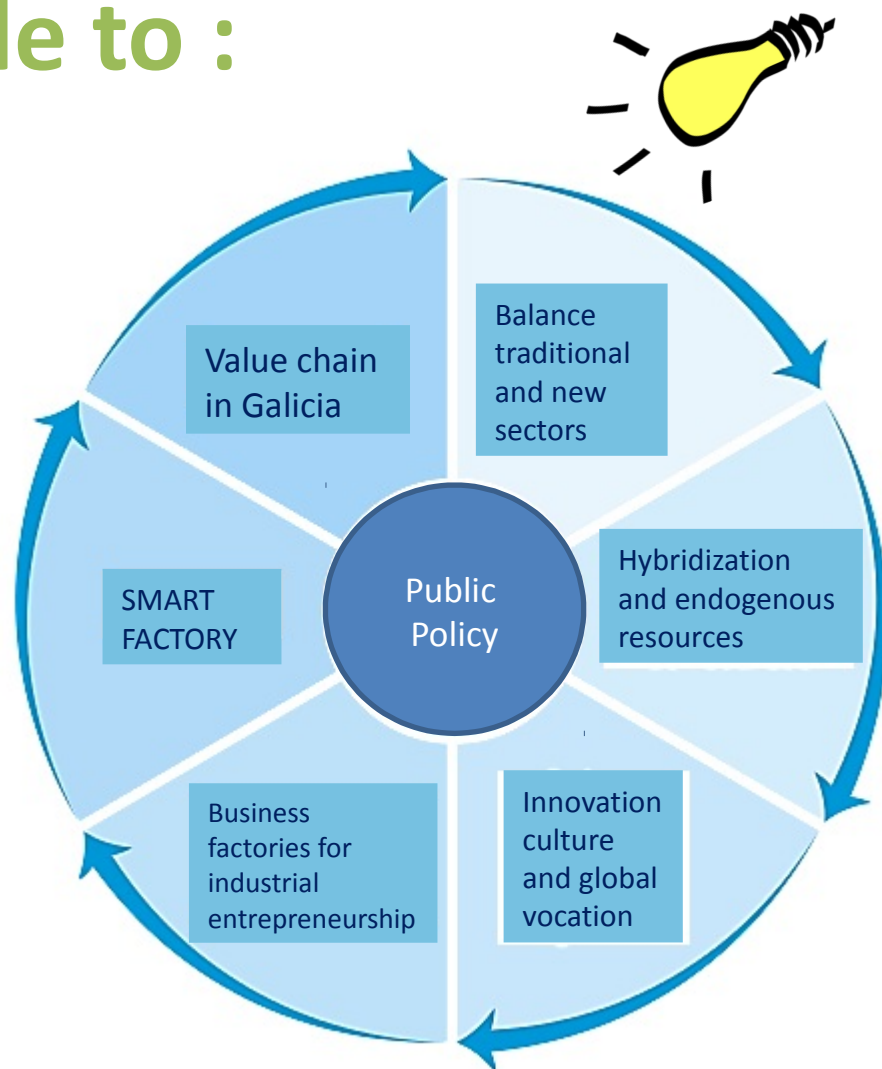 to :
Value chain
in Galicia
Balance
traditional
and new
sectors
Hybridization
and endogenous
resources
Innovation
culture
and global
vocation
Business
factories for
industrial
entrepreneurship
SMART
FACTORY
Public
Policy